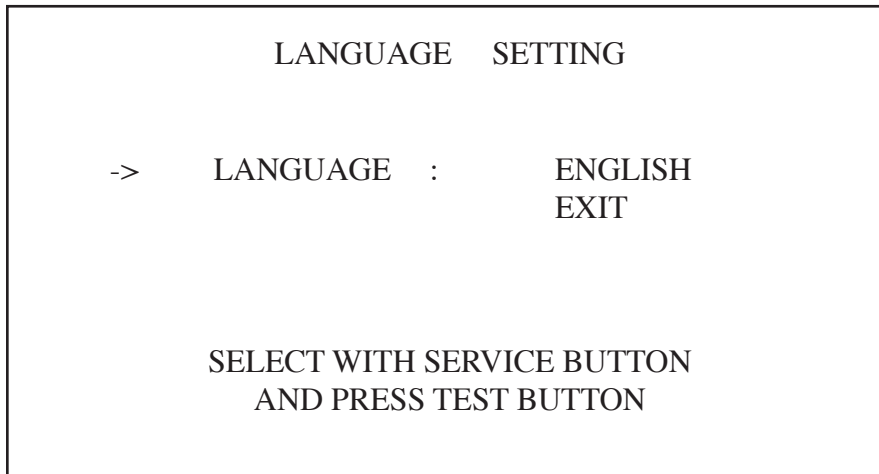 LANGUAGE SETTING
-> LANGUAGE : ENGLISH
EXIT
SELECT WITH SERVICE BUTTON
AND PRESS TEST BUTTON